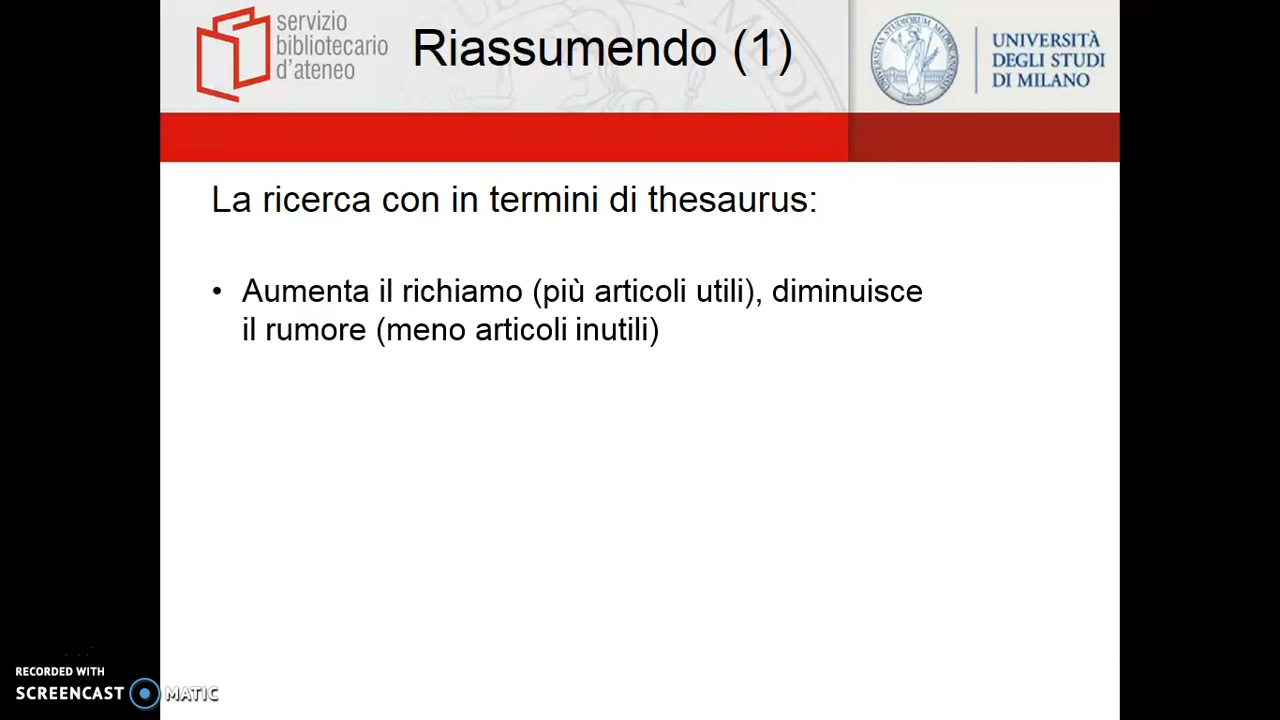 servizio
bibliotecario
d'ateneo
Riassumendo (1)
UNIVERSITÀ
DEGLI STUDI
DI MILANO
La ricerca con in termini di thesaurus:
• Aumenta il richiamo (più articoli utili), diminuisce
il rumore (meno articoli inutili)
RECORDED WITH
SCREENCAST MATIC